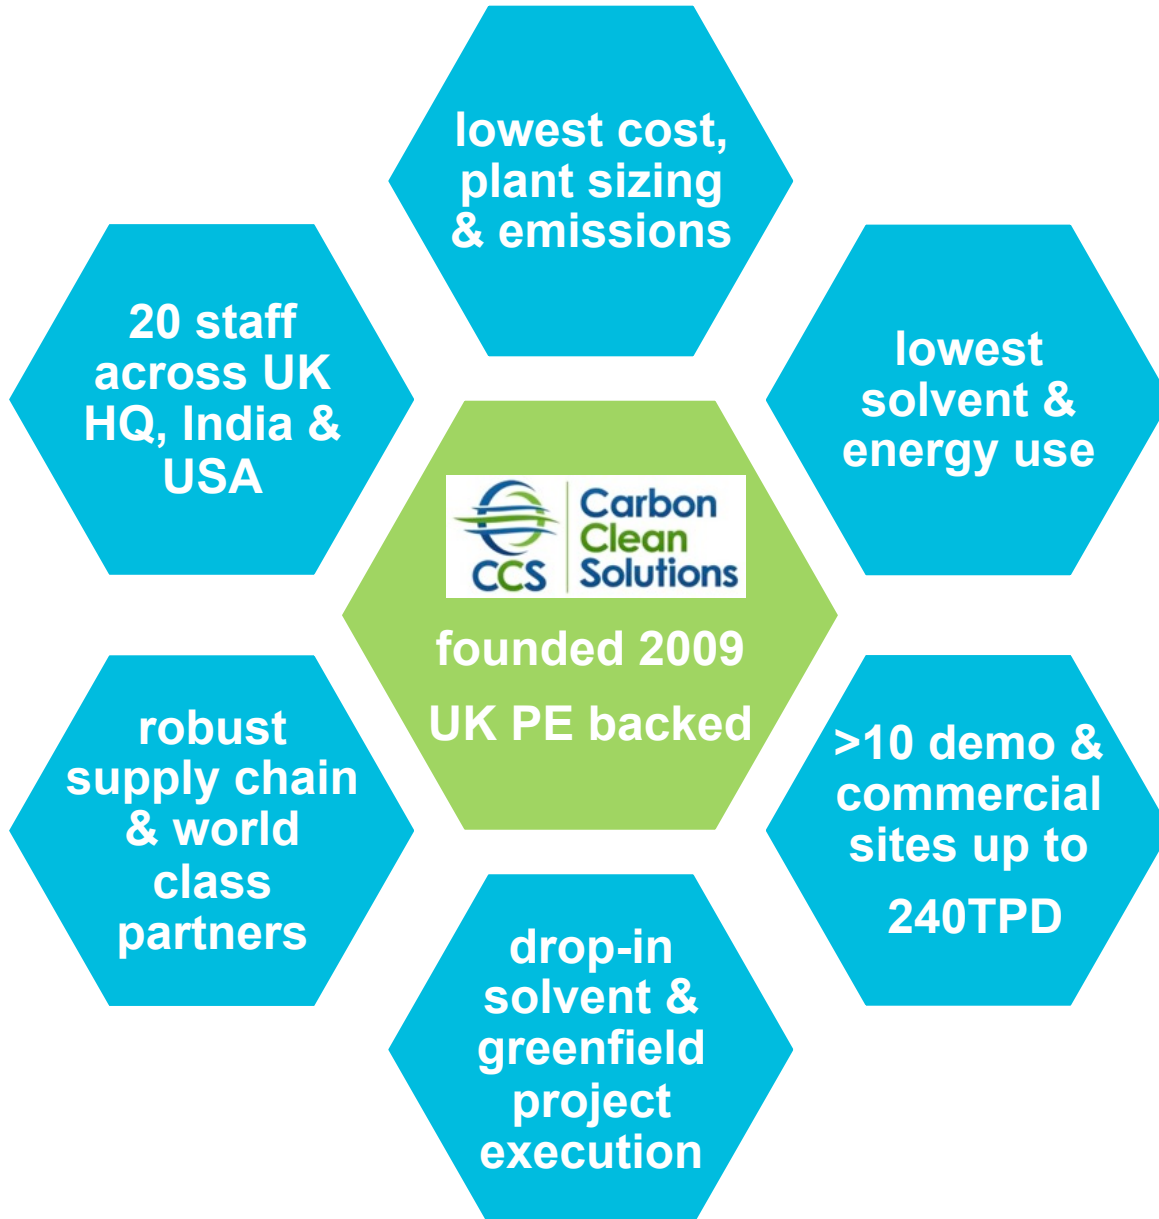 lowest cost,
plant sizing
& emissions
20 staff
across UK
HQ, India &
USA
lowest
solvent &
energy use
CCS
Carbon
Clean
Solutions
founded 2009
UK PE backed
robust
supply chain
& world
class
partners
>10 demo &
commercial
sites up to
240TPD
drop-in
solvent &
greenfield
project
execution